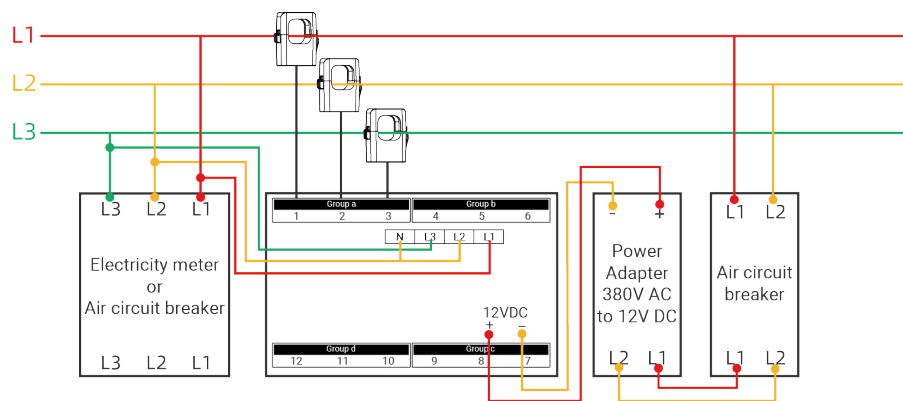 L1
L2
L3
L3 L2 L1
Electricity meter
or
Air circuit breaker
L3 L2 L1
Group a Group b
1 2 3 4 5 6
N L3 L2 L1
12VDC
+ -
Group d Group c
12 11 10 9 8 7
- +
Power
Adapter
380V AC
to 12V DC
L2 L1
L1 L2
Air circuit
breaker
L1 L2